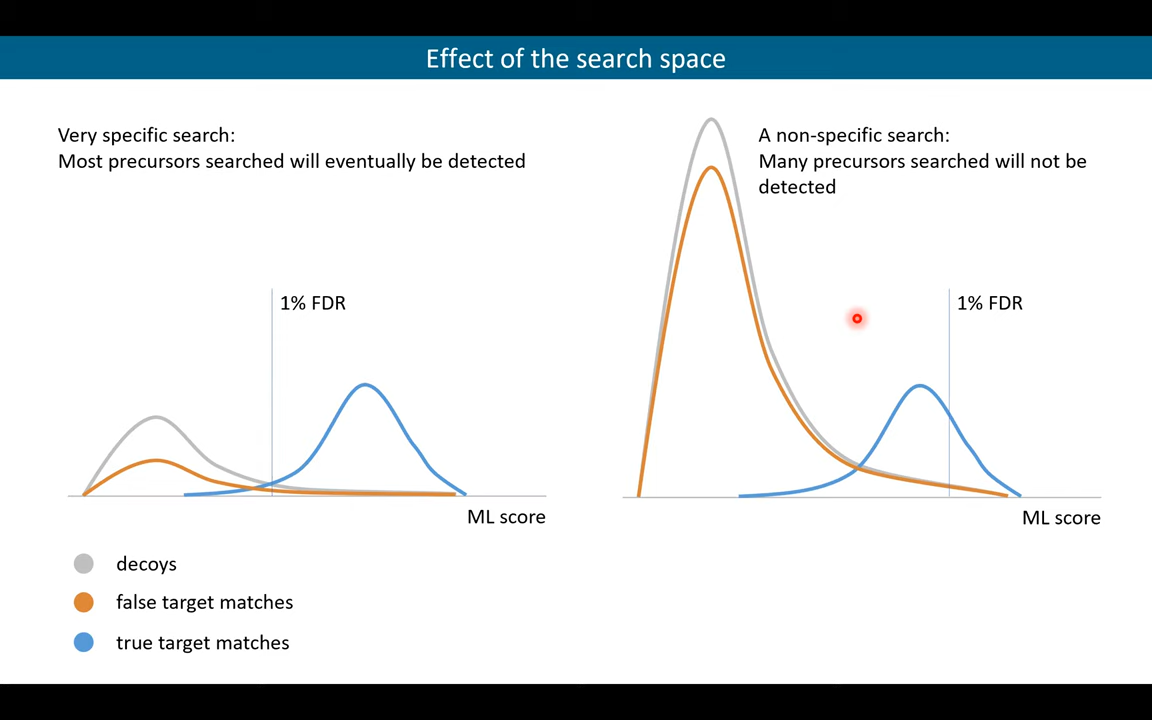 Effect of the search space
Very specific search:
Most precursors searched will eventually be detected
A non-specific search:
Many precursors searched will not be
detected
1% FDR
1% FDR
ML score
ML score
decoys
false target matches
true target matches